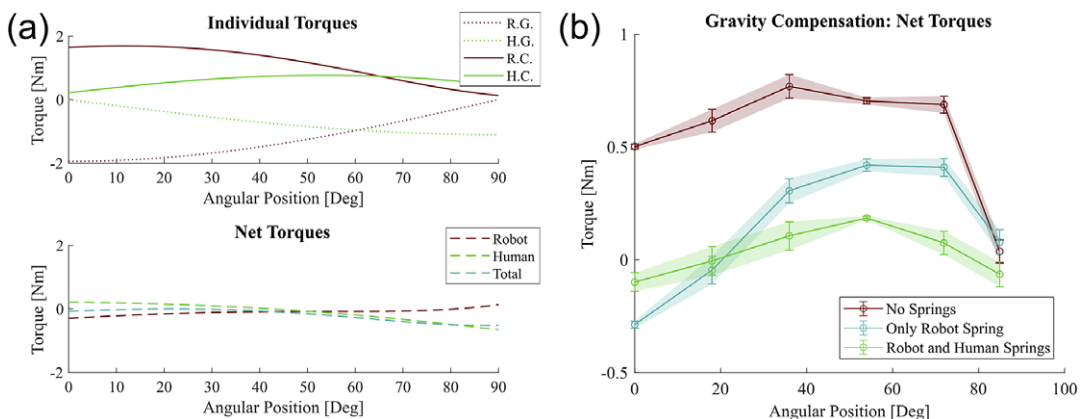 (a)
Individual Torques
2
0
-2
Torque [Nm]
R.G.
H.G.
R.C.
H.C.
0 10 20 30 40 50 60 70 80 90
Angular Position [Deg]
Net Torques
2
0
-2
Torque [Nm]
Robot
Human
Total
0 10 20 30 40 50 60 70 80 90
Angular Position [Deg]
(b)
Gravity Compensation: Net Torques
1
0.5
0
-0.5
Torque [Nm]
No Springs
Only Robot Spring
Robot and Human Springs
0 20 40 60 80 100
Angular Position [Deg]